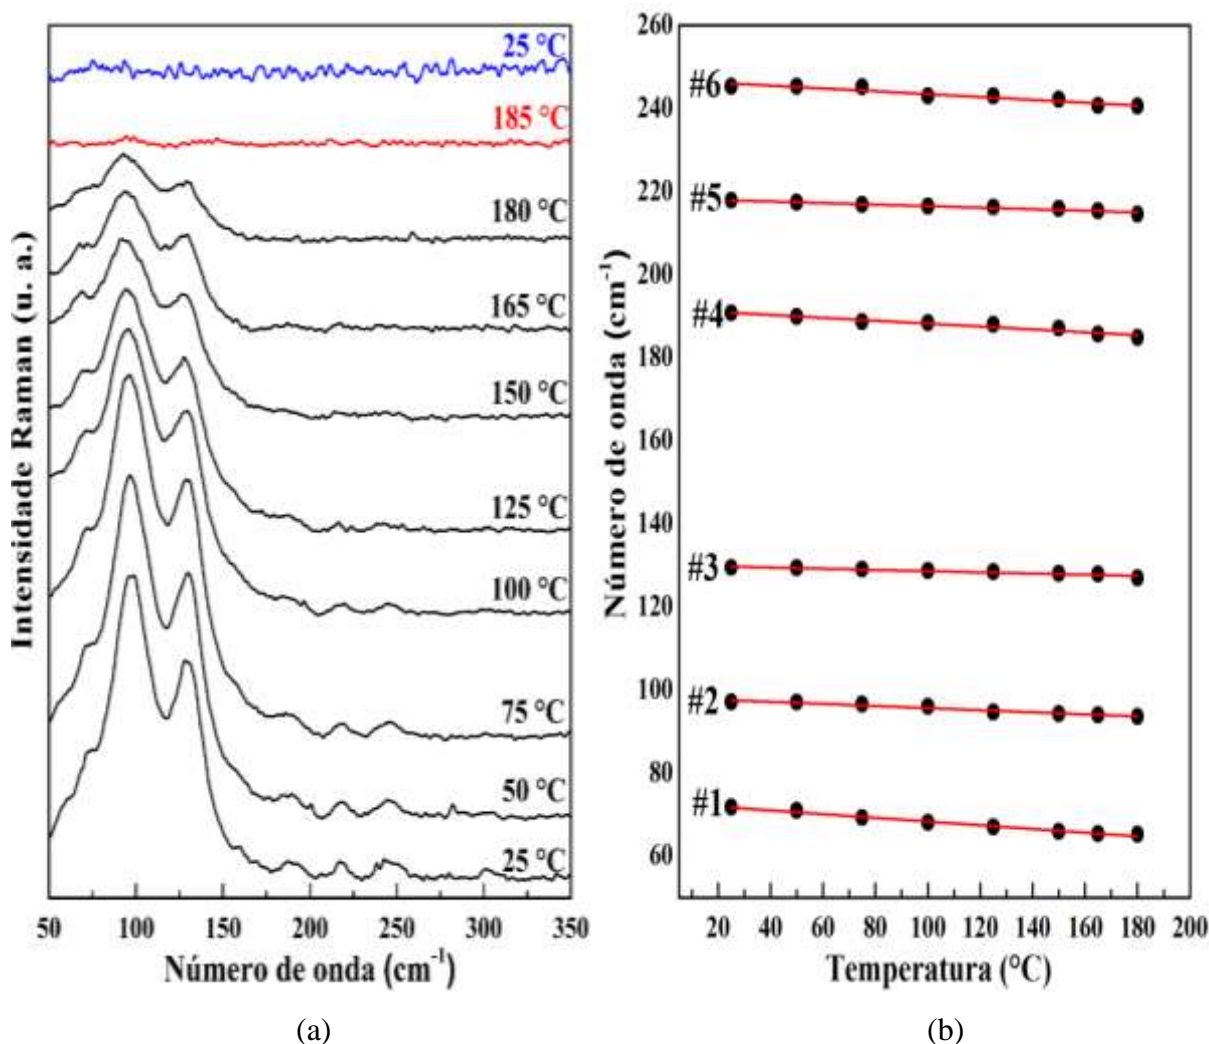 25 °C
185 °C
180 °C
165 °C
150 °C
125 °C
100 °C
75 °C
50 °C
25 °C
Intensidade Raman (u. a.)
50 100 150 200 250 300 350
Número de onda (cm⁻¹)
(a)
260
240
220
200
180
160
140
120
100
80
60
#6
#5
#4
#3
#2
#1
Número de onda (cm⁻¹)
20 40 60 80 100 120 140 160 180 200
Temperatura (°C)
(b)